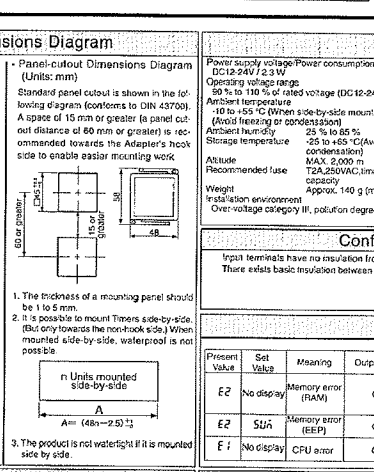 sions Diagram
• Panel-cutout Dimensions Diagram
(Units: mm)
Standard panel cutout is shown in the fol-
lowing diagram (conforms to DIN 43700).
A space of 15 mm or greater (a panel cut-
out distance of 60 mm or greater) is rec-
ommended towards the Adapter's hook
side to enable easier mounting work
60 or greater
15 or greater
58
48
1. The thickness of a mounting panel should
be 1 to 5 mm.
2. It is possible to mount Timers side-by-side.
(But only towards the non-hook side.) When
mounted side-by-side, waterproof is not
possible.
n Units mounted
side-by-side
A
A= (48n-2.5)
3. The product is not watertight if it is mounted
side by side.
Power supply voltage/Power consumption
DC12-24V / 2.3 W
Operating voltage range
90 % to 110 % of rated voltage (DC12-24
Ambient temperature
-10 to +55 °C (When side-by-side mount
(Avoid freezing or condensation)
Ambient humidity 25 % to 85 %
Storage temperature -25 to +65 °C(Av
condensation)
Altitude MAX. 2,000 m
Recommended fuse T2A,250VAC,tim
capacity
Weight Approx. 140 g (m
Installation environment
Over-voltage category III, pollution degre
Conf
Input terminals have no insulation fro
There exists basic insulation between
Present Value Set Value Meaning Outp
E2 No display Memory error (RAM)
E2 SUM Memory error (EEP)
E1 No display CPU error